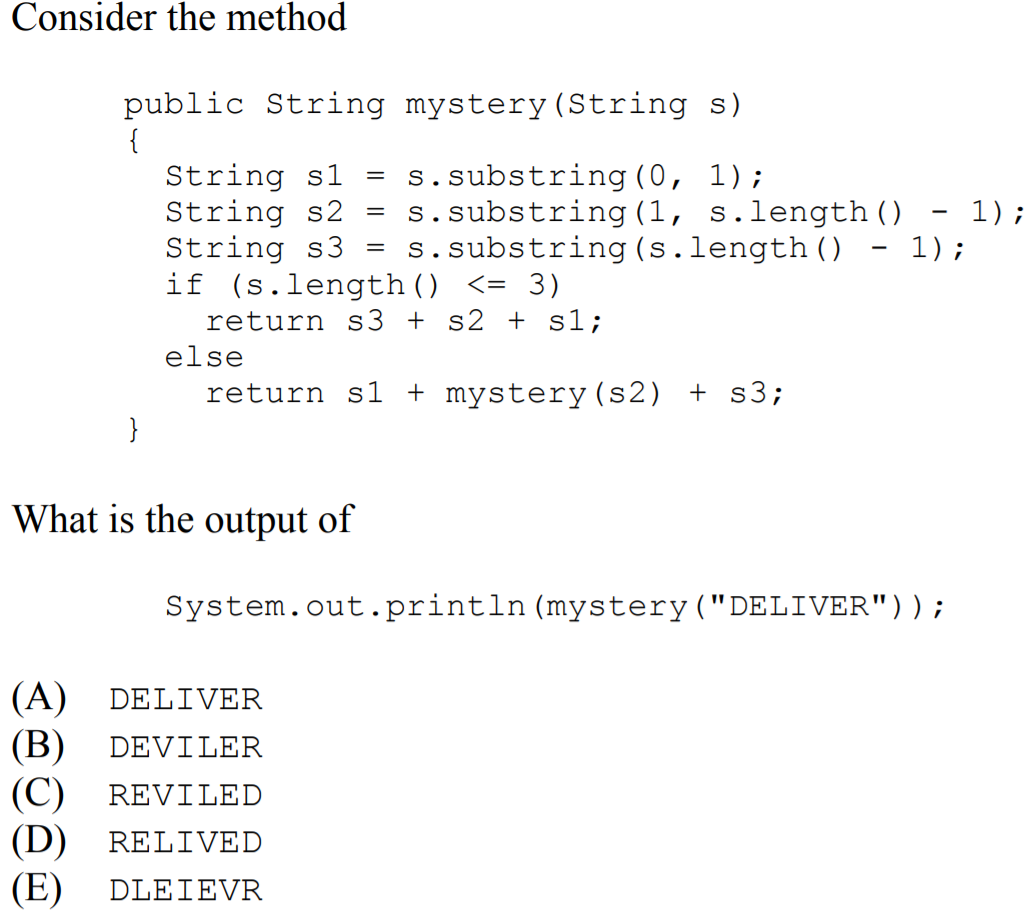 Consider the method
public String mystery(String s)
{
String s1 = s.substring(0, 1);
String s2 = s.substring(1, s.length() - 1);
String s3 = s.substring(s.length() - 1);
if (s.length() <= 3)
return s3 + s2 + s1;
else
return s1 + mystery(s2) + s3;
}
What is the output of
System.out.println(mystery("DELIVER"));
(A) DELIVER
(B) DEVILER
(C) REVILED
(D) RELIVED
(E) DLEIEVR